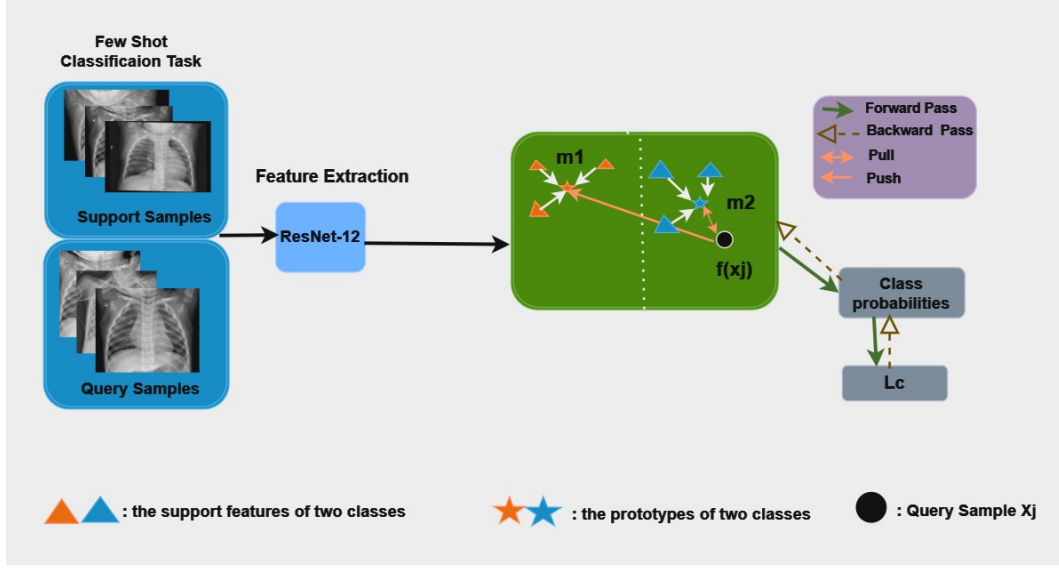 Few Shot
Classificaion Task
Support Samples
Query Samples
Feature Extraction
ResNet-12
m1
m2
f(xj)
Forward Pass
Backward Pass
Pull
Push
Class
probabilities
Lc
: the support features of two classes
: the prototypes of two classes
: Query Sample Xj